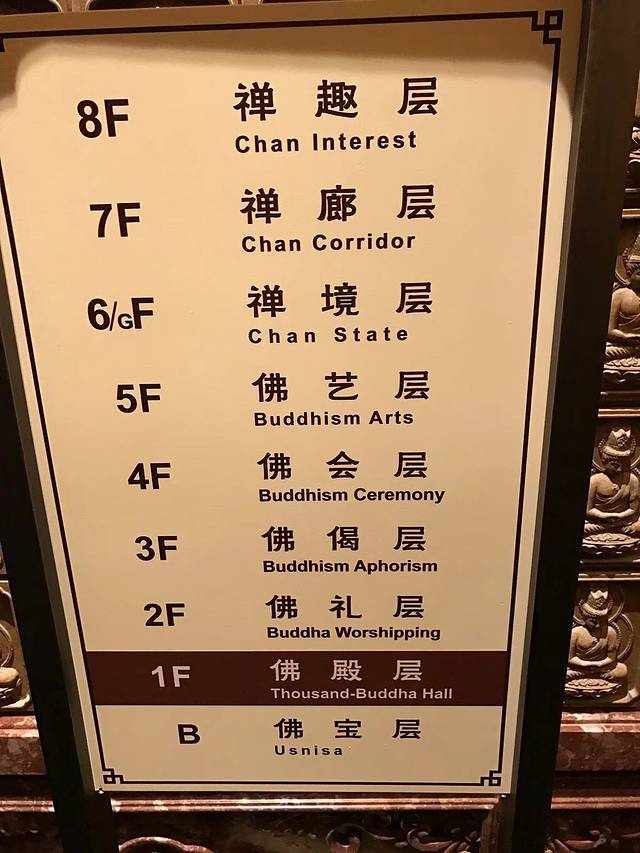 8F 禅趣层
Chan Interest
7F 禅廊层
Chan Corridor
6/GF 禅境层
Chan State
5F 佛艺层
Buddhism Arts
4F 佛会层
Buddhism Ceremony
3F 佛偈层
Buddhism Aphorism
2F 佛礼层
Buddha Worshipping
1F 佛殿层
Thousand-Buddha Hall
B 佛宝层
Usnisa